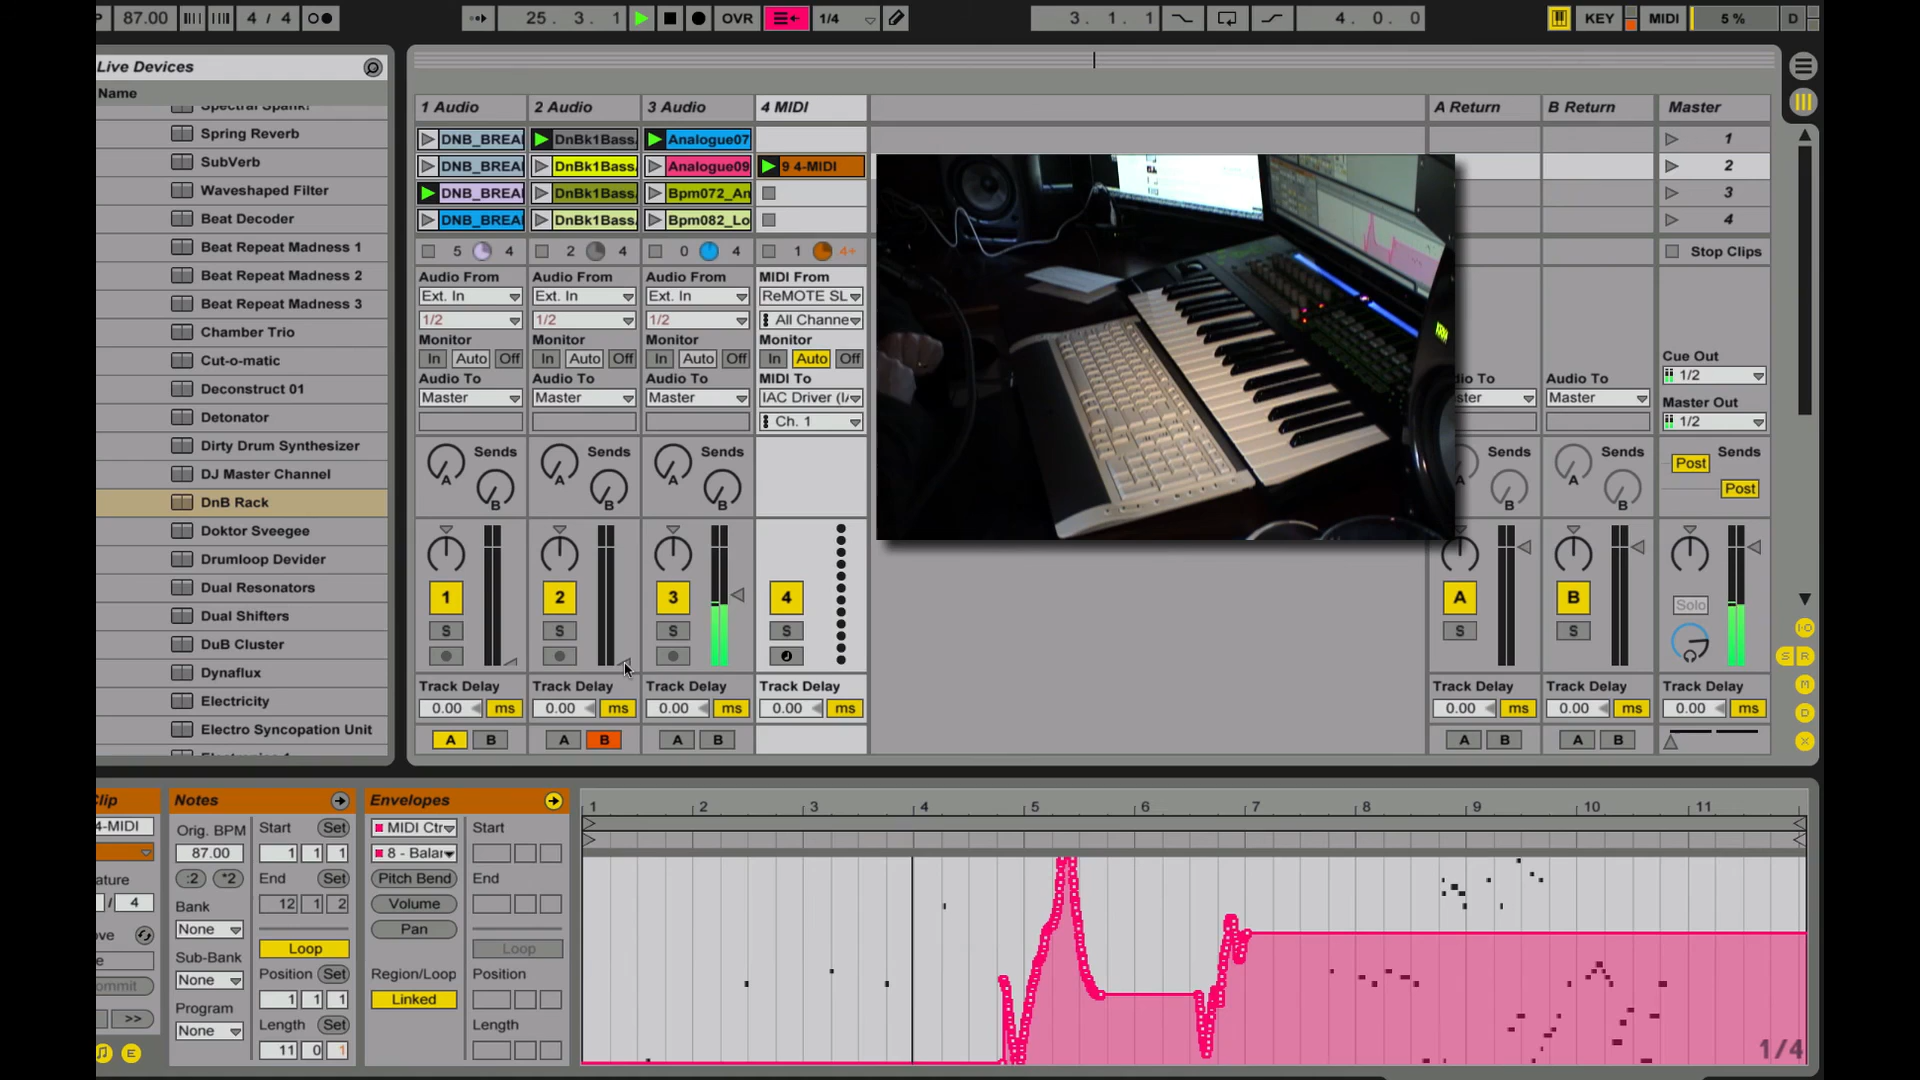 87.00 4 / 4 25. 3. 1 OVR 1/4 3. 1. 1 4. 0. 0 KEY MIDI 5 % D
Live Devices
Name
Spectral Spank!
Spring Reverb
SubVerb
Waveshaped Filter
Beat Decoder
Beat Repeat Madness 1
Beat Repeat Madness 2
Beat Repeat Madness 3
Chamber Trio
Cut-o-matic
Deconstruct 01
Detonator
Dirty Drum Synthesizer
DJ Master Channel
DnB Rack
Doktor Sveegee
Drumloop Devider
Dual Resonators
Dual Shifters
DuB Cluster
Dynaflux
Electricity
Electro Syncopation Unit
1 Audio 2 Audio 3 Audio 4 MIDI A Return B Return Master
DNB_BREA DnBk1Bass. Analogue07 1
DNB_BREA DnBk1Bass. Analogue09 9 4-MIDI 2
DNB_BREA DnBk1Bass. Bpm072_An 3
DNB_BREA DnBk1Bass. Bpm082_Lo 4
5 4 2 4 0 4 1 4+ Stop Clips
Audio From Audio From Audio From MIDI From
Ext. In Ext. In Ext. In ReMOTE SL
1/2 1/2 1/2 All Channe
Monitor Monitor Monitor Monitor Cue Out
In Auto Off In Auto Off In Auto Off In Auto Off 1/2
Audio To Audio To Audio To MIDI To dio To Audio To
Master Master Master IAC Driver (I/ ster Master Master Out
Ch. 1 1/2
Sends Sends Sends Sends Sends Sends
A B A B A B B A B Post Post
1 2 3 4 A B Solo
S S S S S S
Track Delay Track Delay Track Delay Track Delay Track Delay Track Delay Track Delay
0.00 ms 0.00 ms 0.00 ms 0.00 ms 0.00 ms 0.00 ms 0.00 ms
A B A B A B A B A B
I·O
S R
M
D
X
Clip Notes Envelopes
4-MIDI
ature
/ 4
ove
e
ommit
>>
E
Orig. BPM
87.00
:2 *2
Bank
None
Sub-Bank
None
Program
None
Start Set
1 1 1
End Set
12 1 2
Loop
Position Set
1 1 1
Length Set
11 0 1
MIDI Ctr
8 - Balar
Pitch Bend
Volume
Pan
Region/Loop
Linked
Start
End
Loop
Position
Length
1 2 3 4 5 6 7 8 9 10 11
1/4